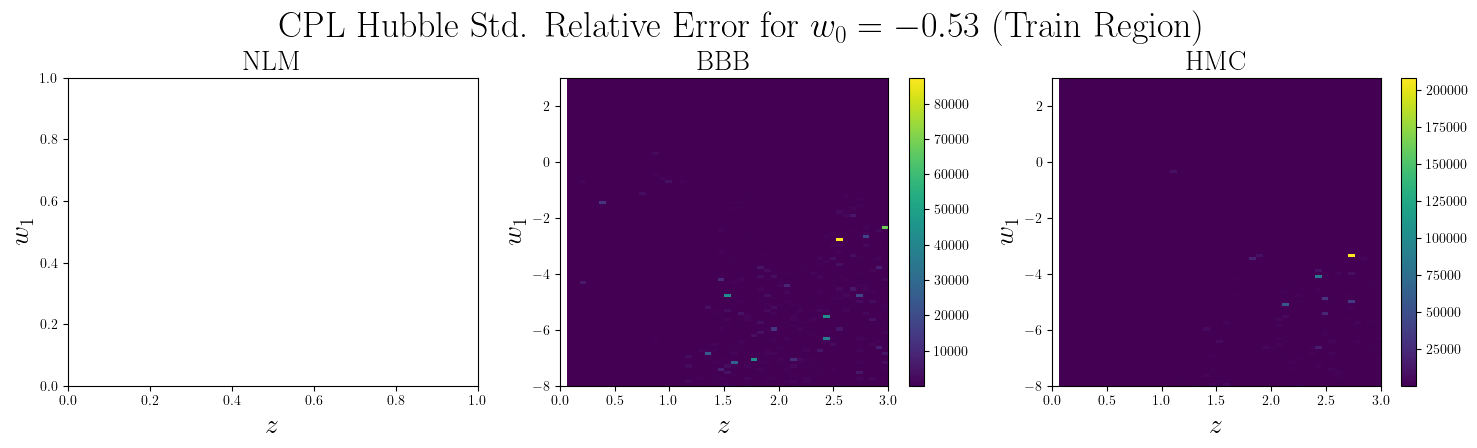 CPL Hubble Std. Relative Error for w₀ = −0.53 (Train Region)
NLM
BBB
HMC
1.0
0.8
0.6
0.4
0.2
0.0
w₁
0.0 0.2 0.4 0.6 0.8 1.0
z
2
0
−2
−4
−6
−8
w₁
0.0 0.5 1.0 1.5 2.0 2.5 3.0
z
80000
70000
60000
50000
40000
30000
20000
10000
2
0
−2
−4
−6
−8
w₁
0.0 0.5 1.0 1.5 2.0 2.5 3.0
z
200000
175000
150000
125000
100000
75000
50000
25000